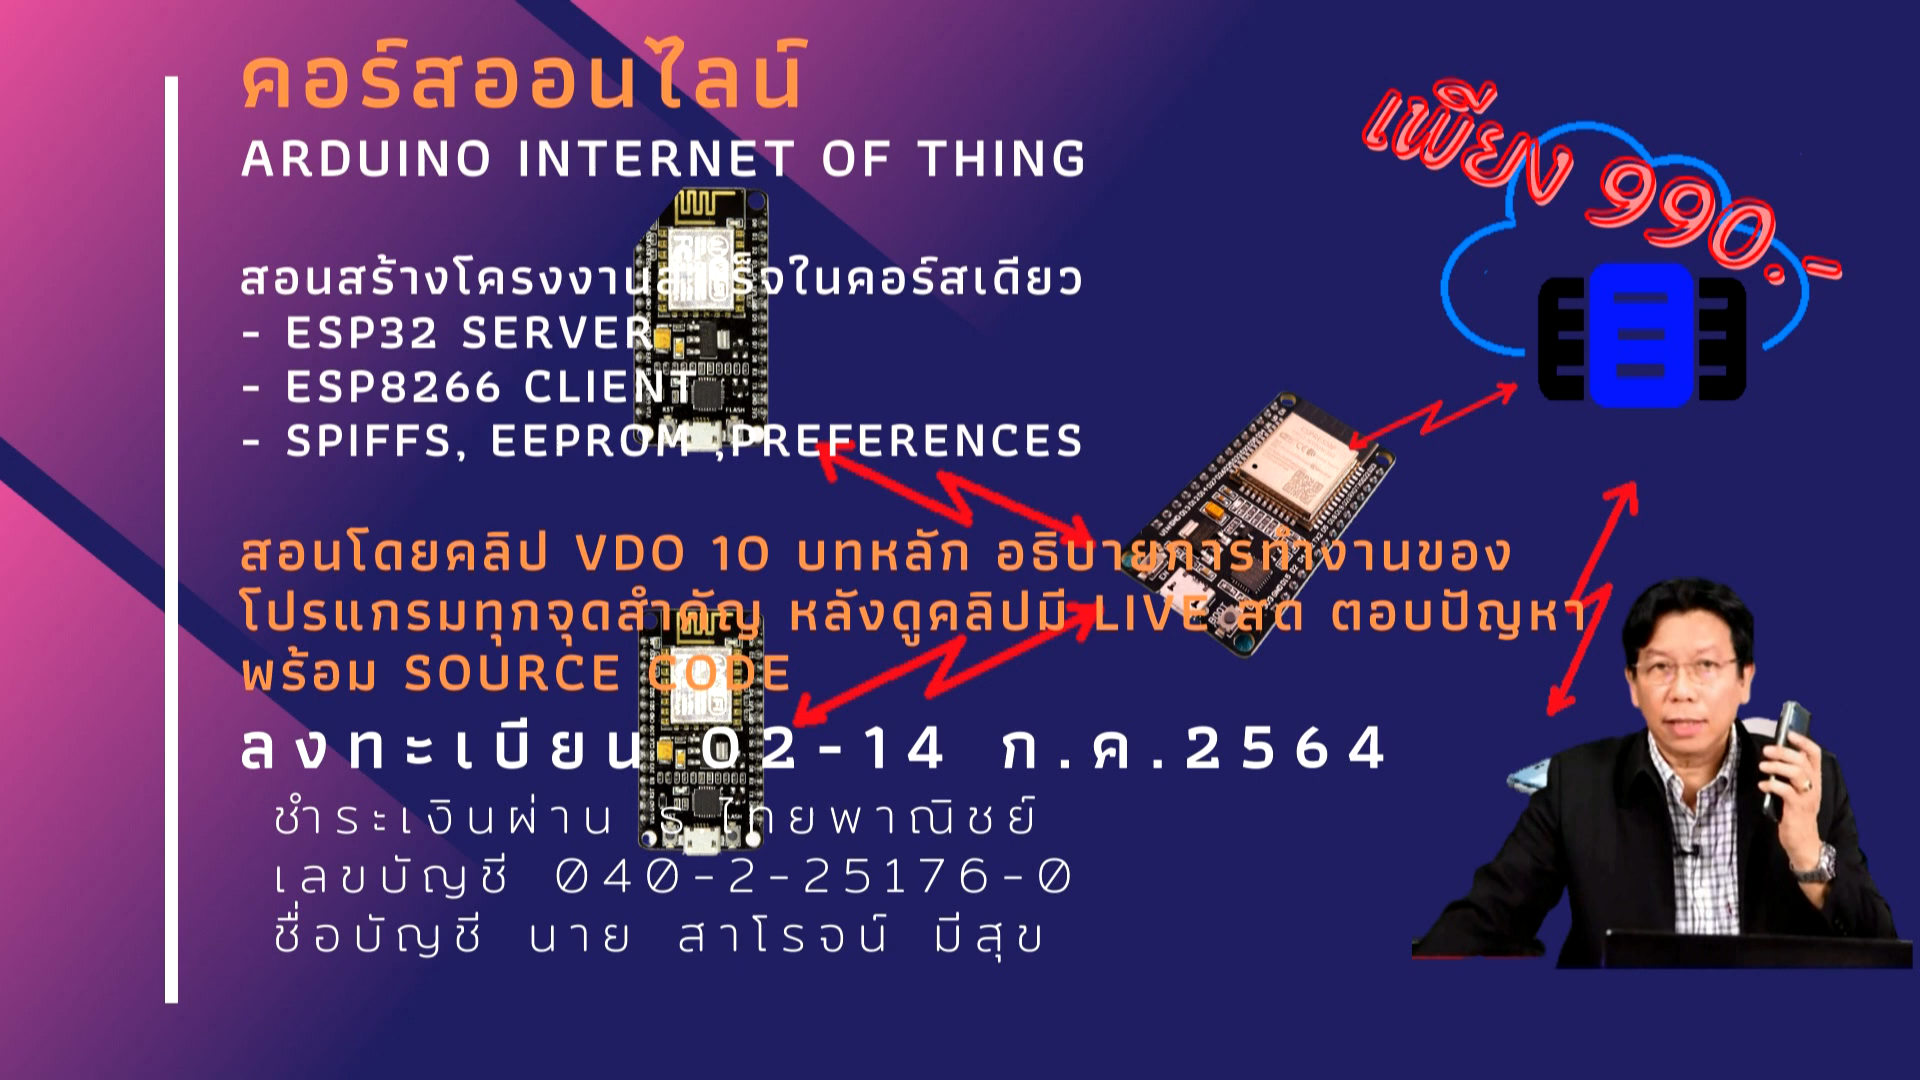 คอร์สออนไลน์
ARDUINO INTERNET OF THING
เพียง 990.-
สอนสร้างโครงงานสำเร็จในคอร์สเดียว
- ESP32 SERVER
- ESP8266 CLIENT
- SPIFFS, EEPROM ,PREFERENCES
สอนโดยคลิป VDO 10 บทหลัก อธิบายการทำงานของ
โปรแกรมทุกจุดสำคัญ หลังดูคลิปมี LIVE สด ตอบปัญหา
พร้อม SOURCE CODE
ลงทะเบียน 02-14 ก.ค.2564
ชำระเงินผ่าน ธ.ไทยพาณิชย์
เลขบัญชี 040-2-25176-0
ชื่อบัญชี นาย สาโรจน์ มีสุข